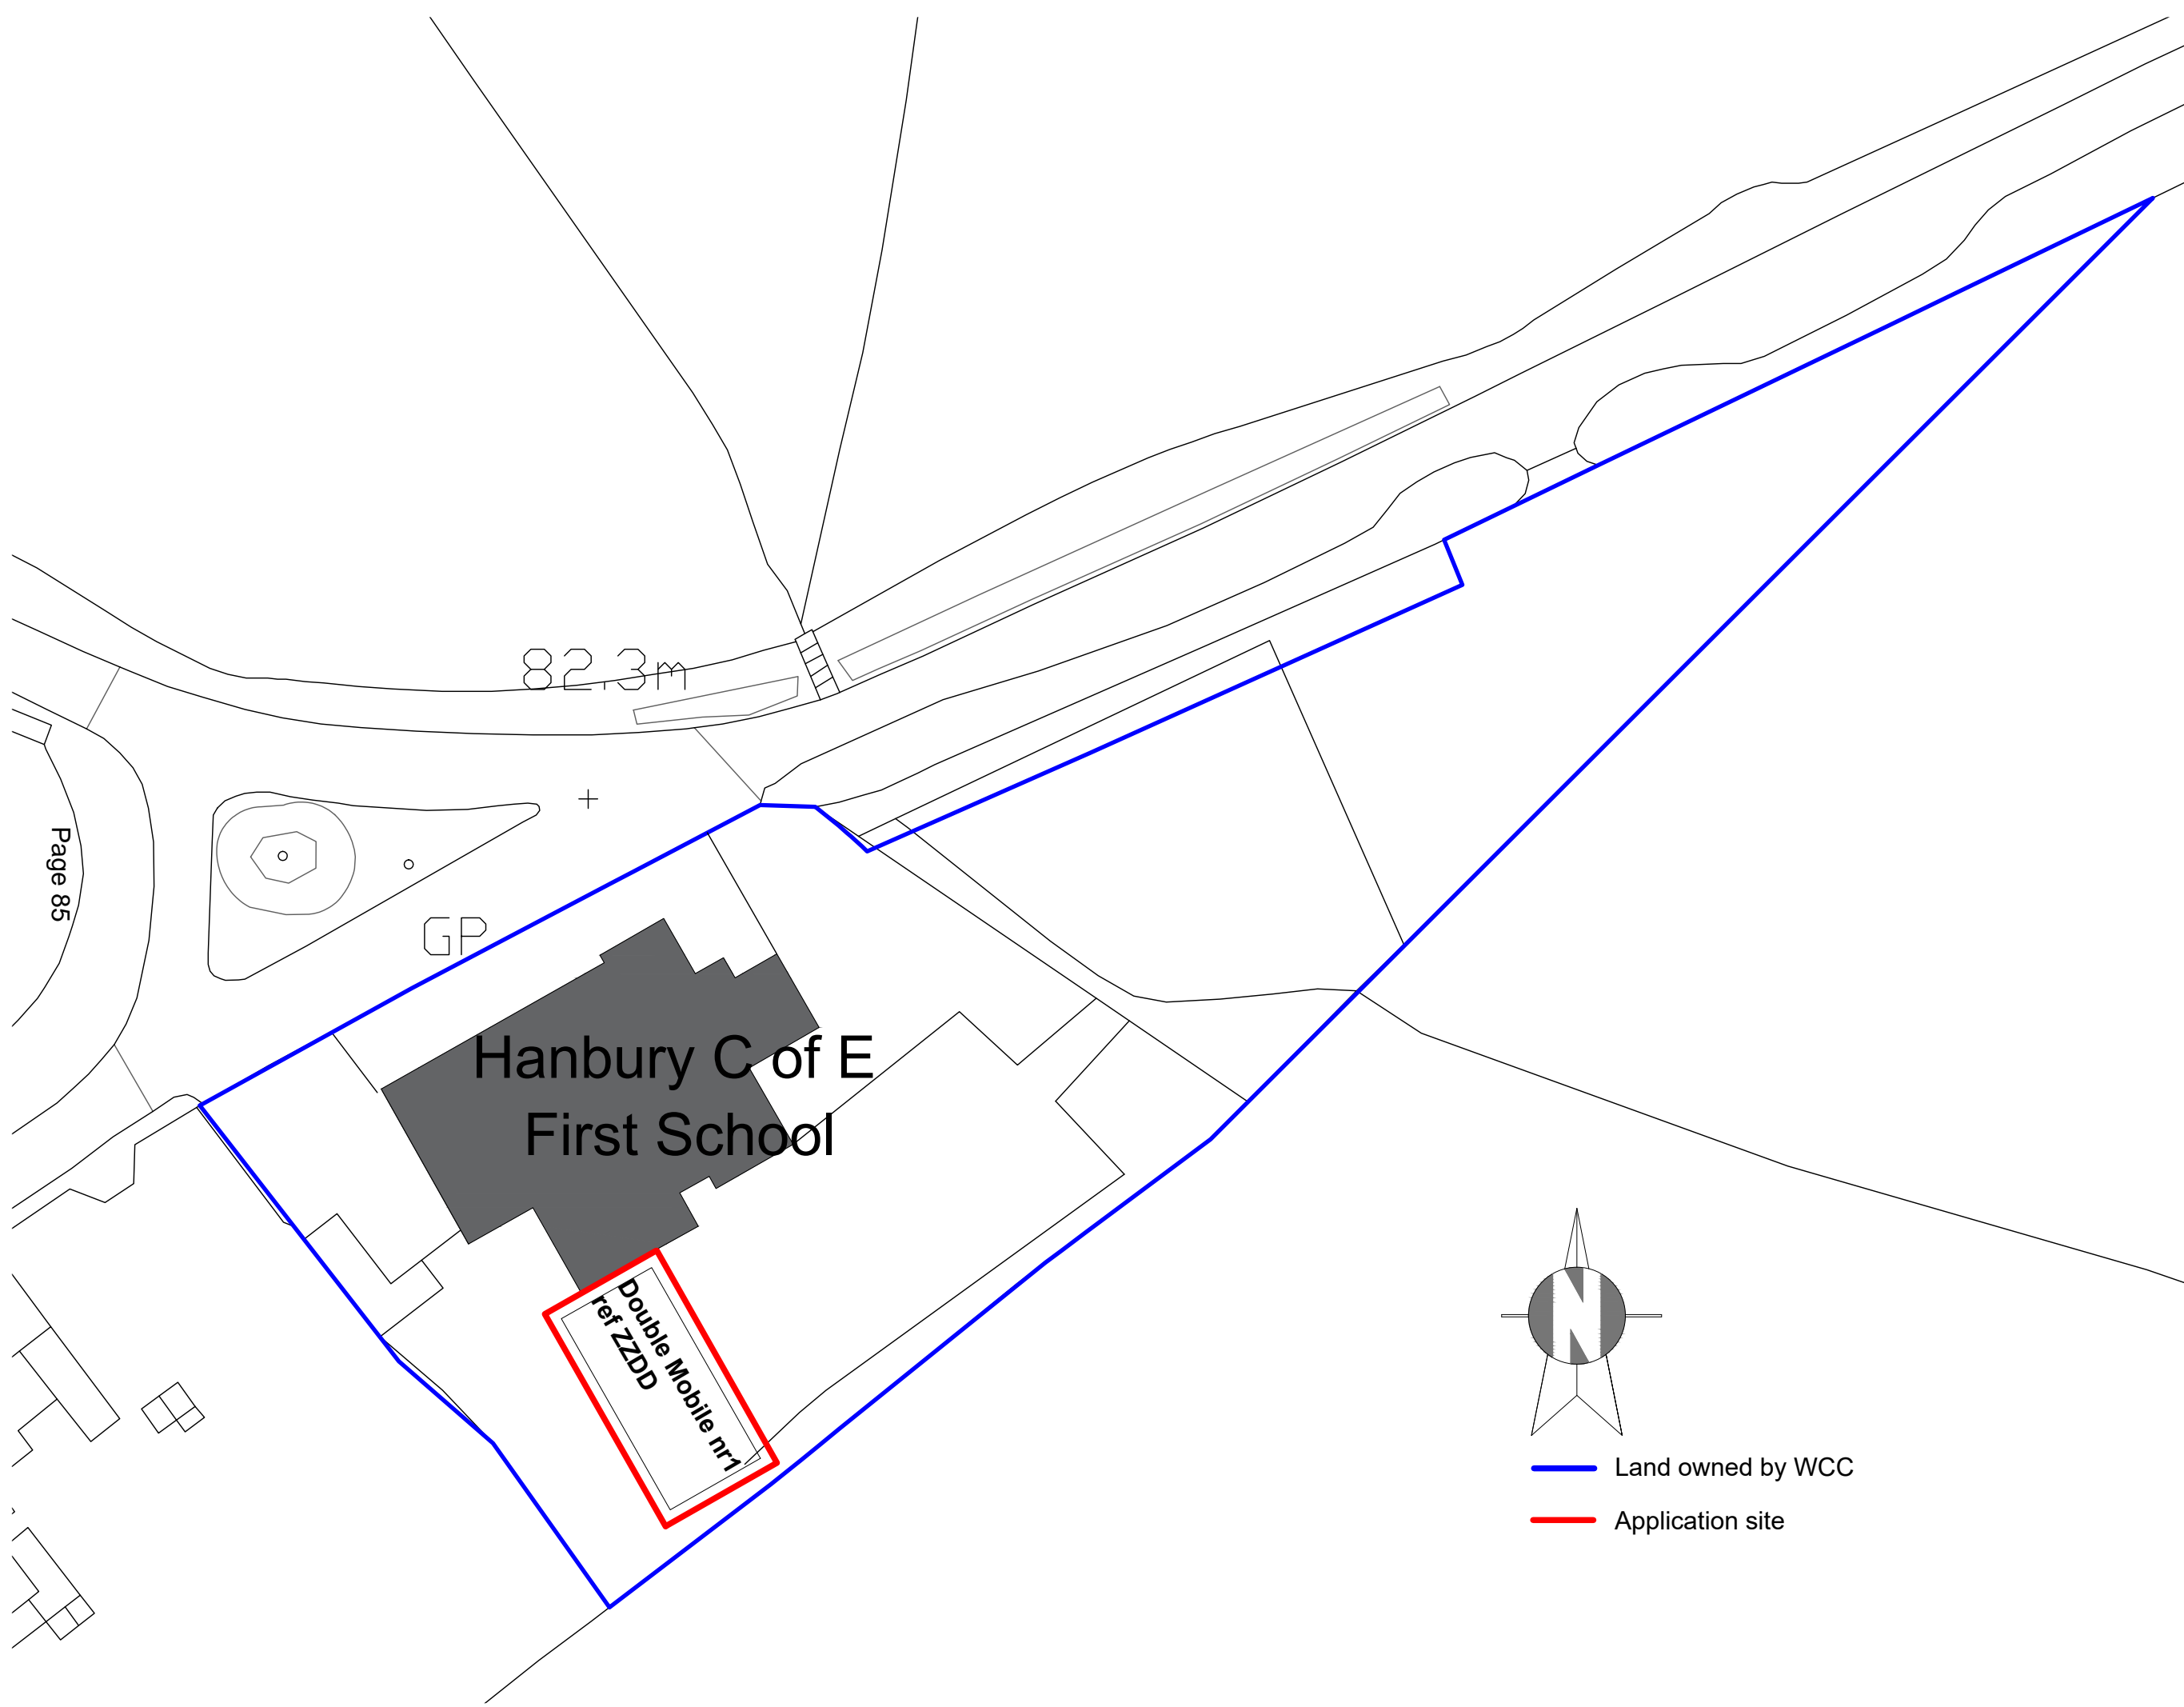 82.3m
Page 85
GP
Hanbury C of E
First School
Double Mobile nr1
ref ZZDD
N
Land owned by WCC
Application site